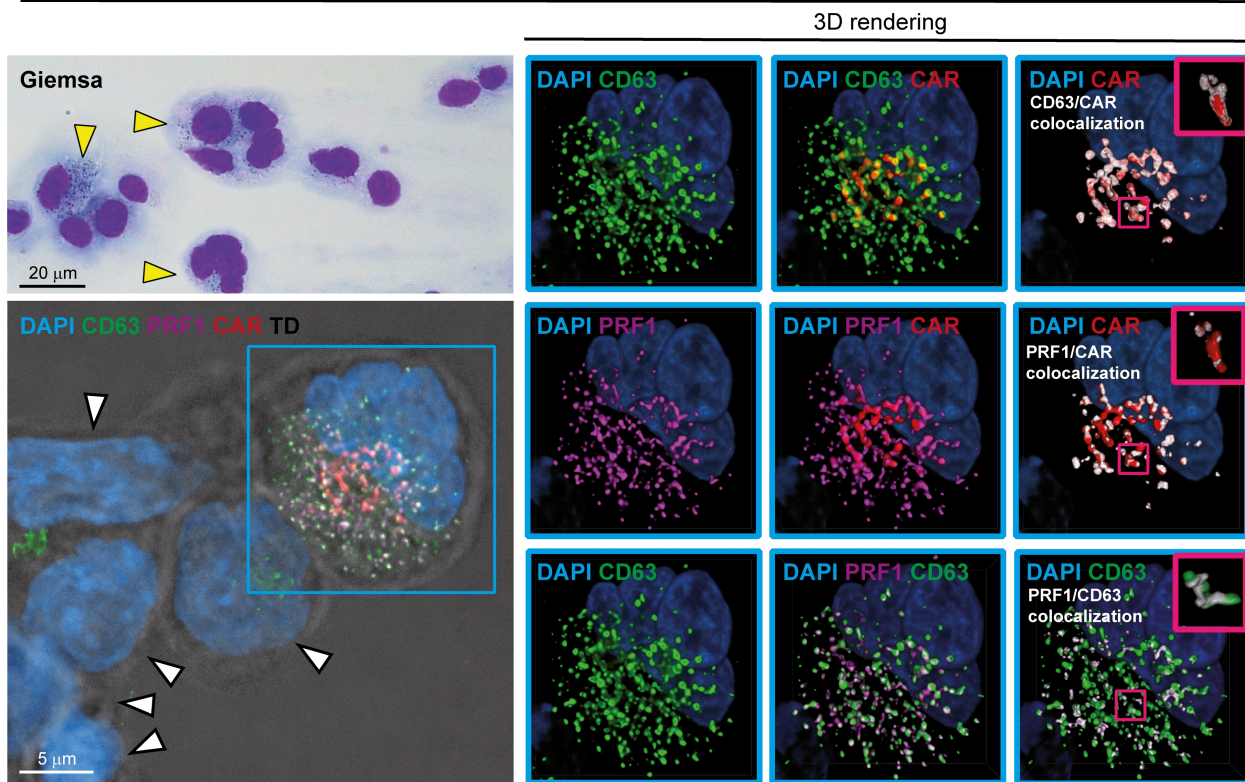 3D rendering
Giemsa
20 μm
DAPI CD63 PRF1 CAR TD
5 μm
DAPI CD63
DAPI CD63 CAR
DAPI CAR
CD63/CAR
colocalization
DAPI PRF1
DAPI PRF1 CAR
DAPI CAR
PRF1/CAR
colocalization
DAPI CD63
DAPI PRF1 CD63
DAPI CD63
PRF1/CD63
colocalization